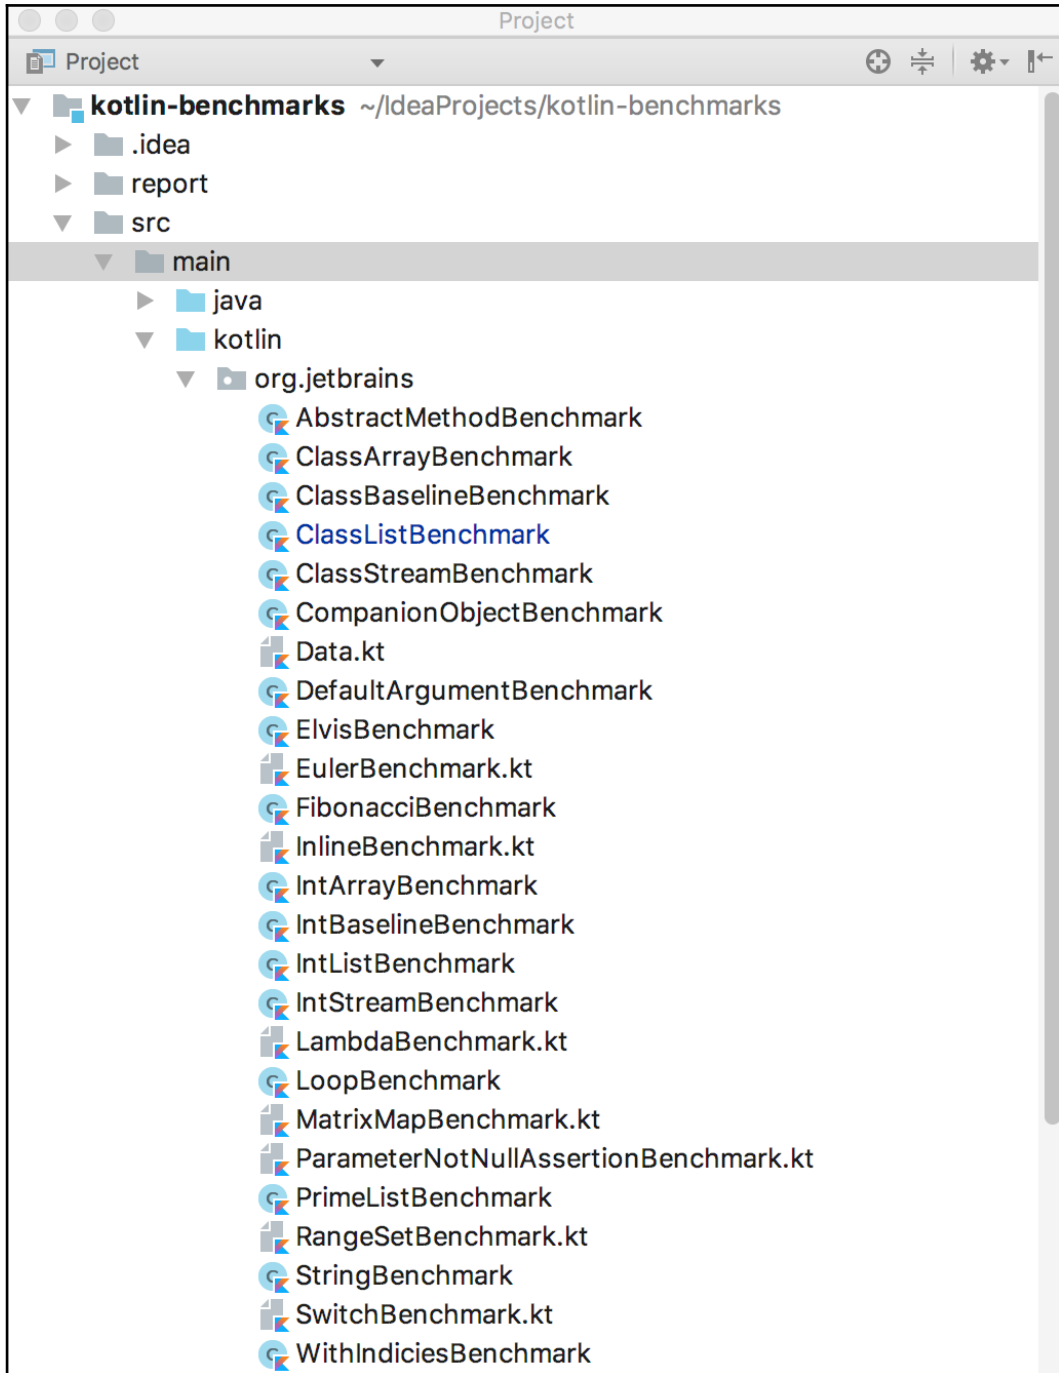 Project
Project
kotlin-benchmarks ~/IdeaProjects/kotlin-benchmarks
.idea
report
src
main
java
kotlin
org.jetbrains
AbstractMethodBenchmark
ClassArrayBenchmark
ClassBaselineBenchmark
ClassListBenchmark
ClassStreamBenchmark
CompanionObjectBenchmark
Data.kt
DefaultArgumentBenchmark
ElvisBenchmark
EulerBenchmark.kt
FibonacciBenchmark
InlineBenchmark.kt
IntArrayBenchmark
IntBaselineBenchmark
IntListBenchmark
IntStreamBenchmark
LambdaBenchmark.kt
LoopBenchmark
MatrixMapBenchmark.kt
ParameterNotNullAssertionBenchmark.kt
PrimeListBenchmark
RangeSetBenchmark.kt
StringBenchmark
SwitchBenchmark.kt
WithIndiciesBenchmark